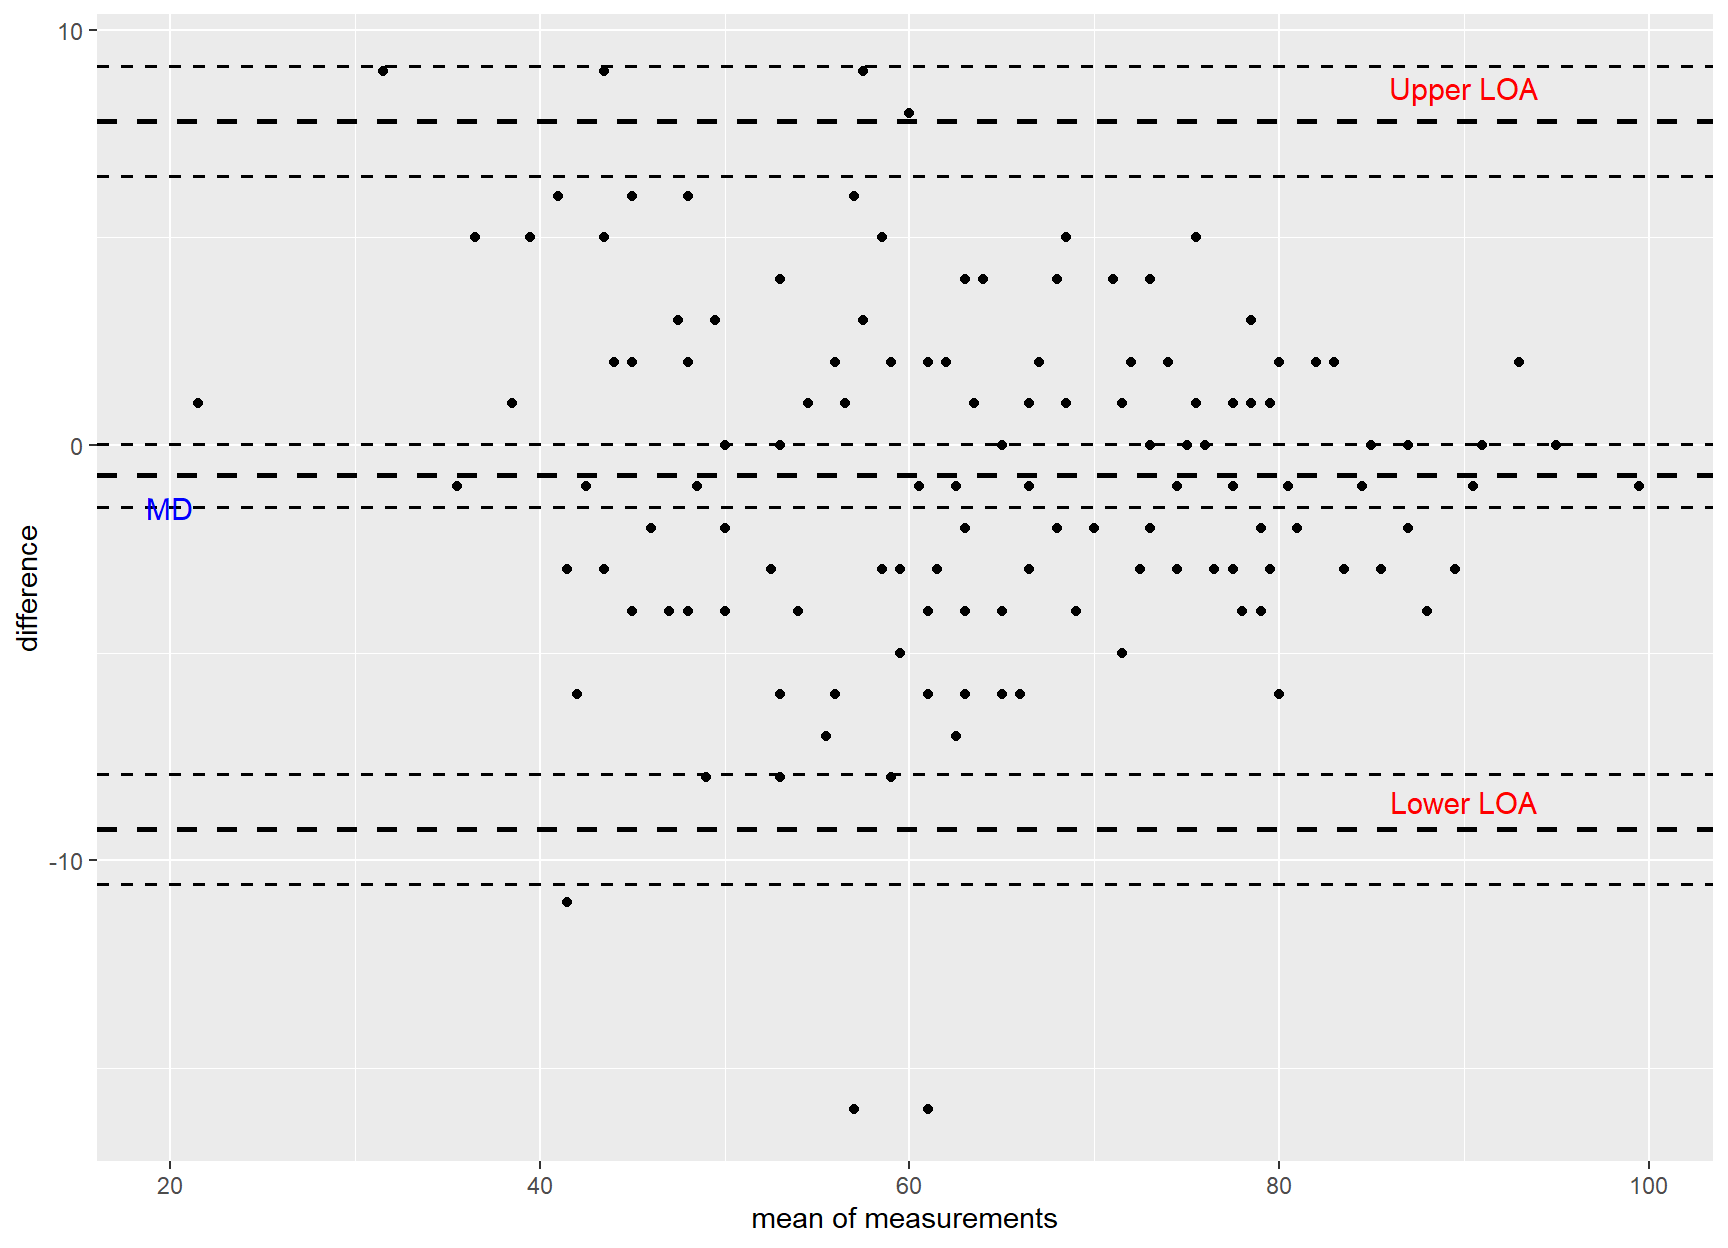 10
Upper LOA
0
MD
difference
Lower LOA
-10
20 40 60 80 100
mean of measurements